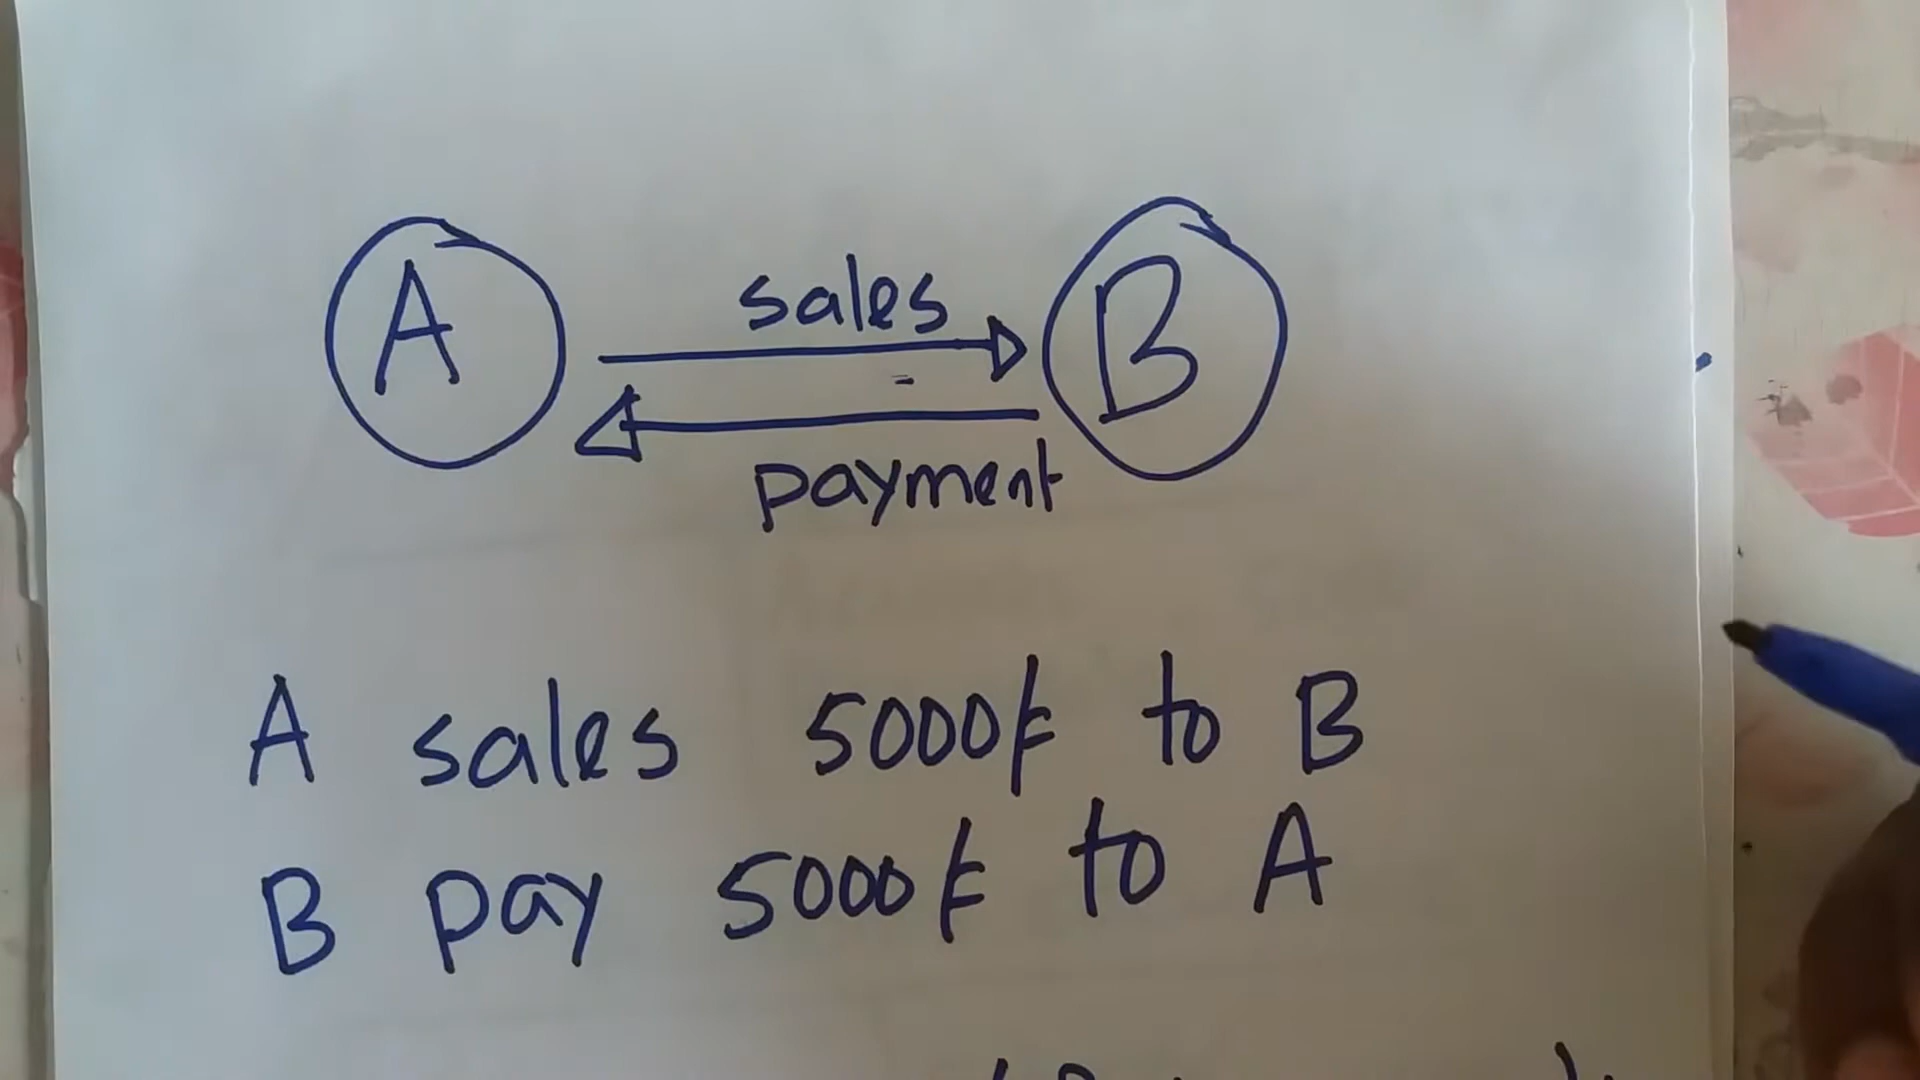 A
sales
B
payment
A sales 5000/= to B
B pay 5000/= to A